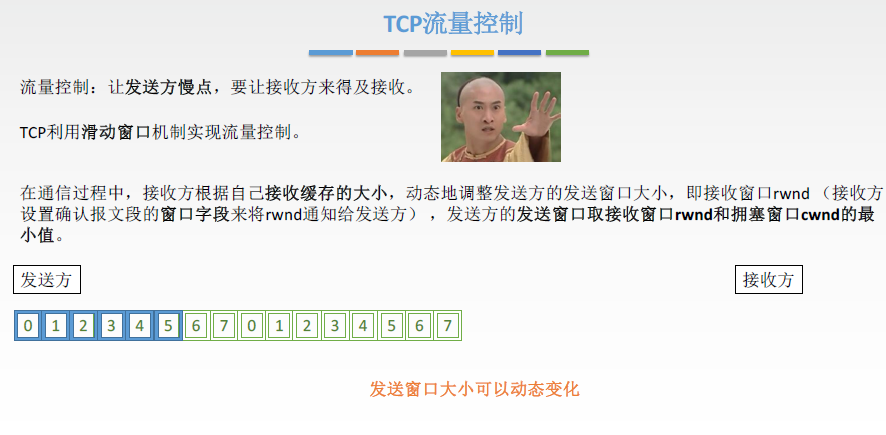 TCP流量控制
流量控制：让发送方慢点，要让接收方来得及接收。
TCP利用滑动窗口机制实现流量控制。
在通信过程中，接收方根据自己接收缓存的大小，动态地调整发送方的发送窗口大小，即接收窗口rwnd（接收方
设置确认报文段的窗口字段来将rwnd通知给发送方），发送方的发送窗口取接收窗口rwnd和拥塞窗口cwnd的最
小值。
发送方 接收方
0 1 2 3 4 5 6 7 0 1 2 3 4 5 6 7
发送窗口大小可以动态变化